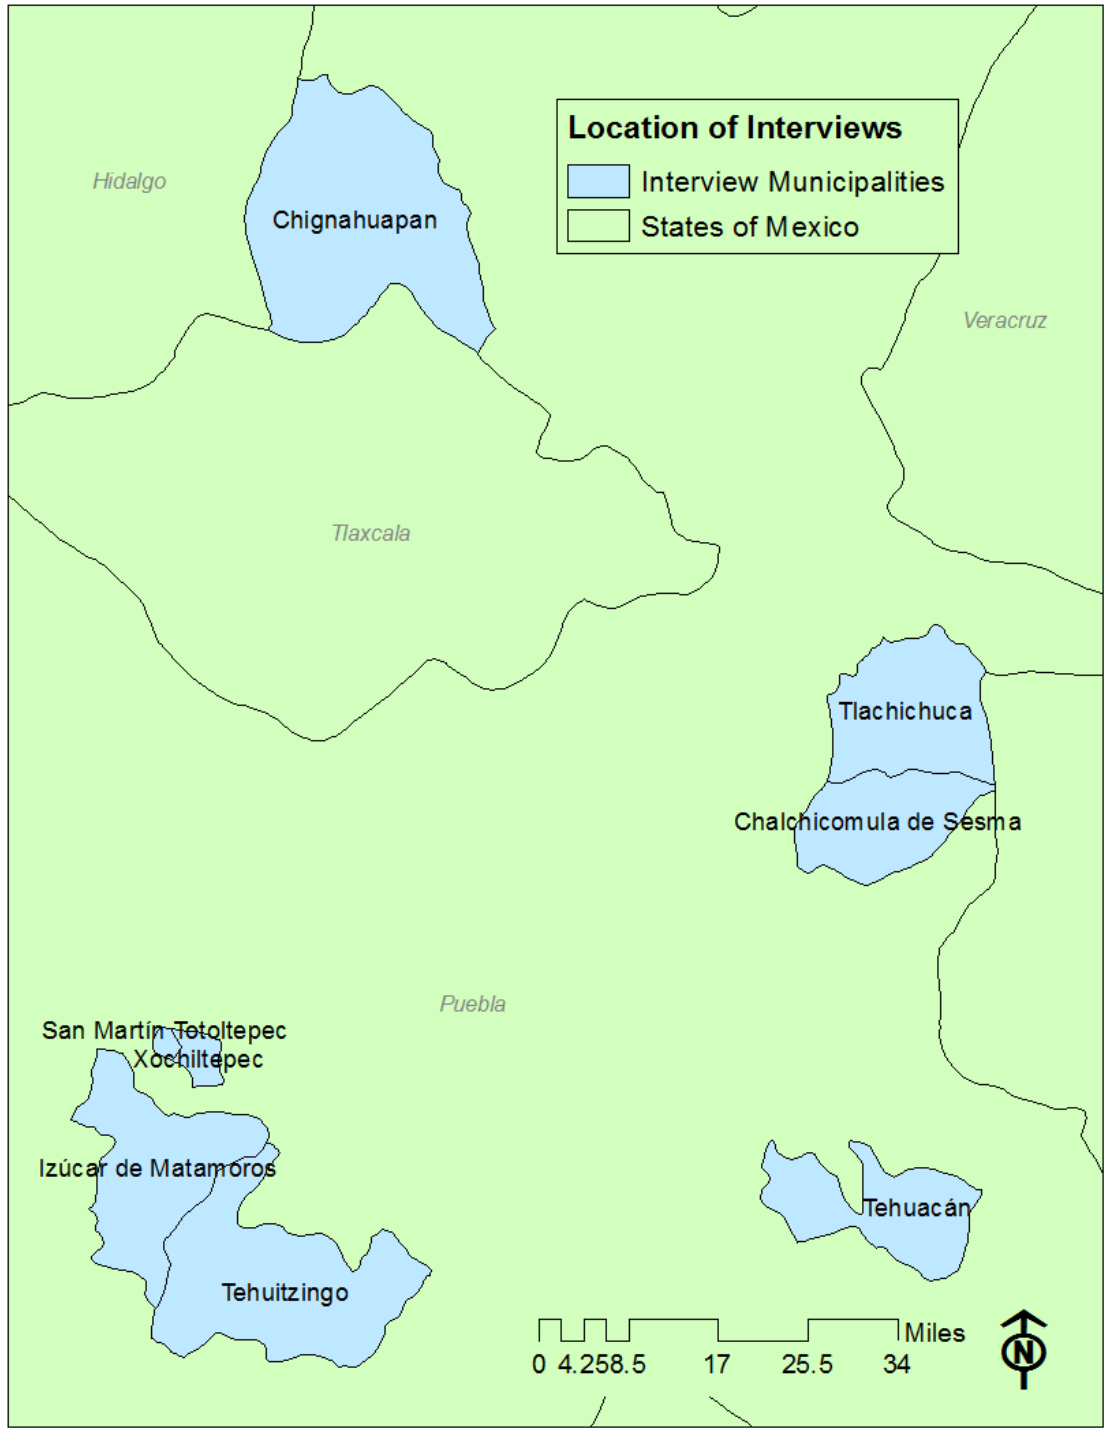 Location of Interviews
Interview Municipalities
States of Mexico
Hidalgo
Chignahuapan
Veracruz
Tlaxcala
Tlachichuca
Chalchicomula de Sesma
Puebla
San Martín Totoltepec
Xochiltepec
Izúcar de Matamoros
Tehuacán
Tehuitzingo
Miles
0 4.258.5 17 25.5 34
N